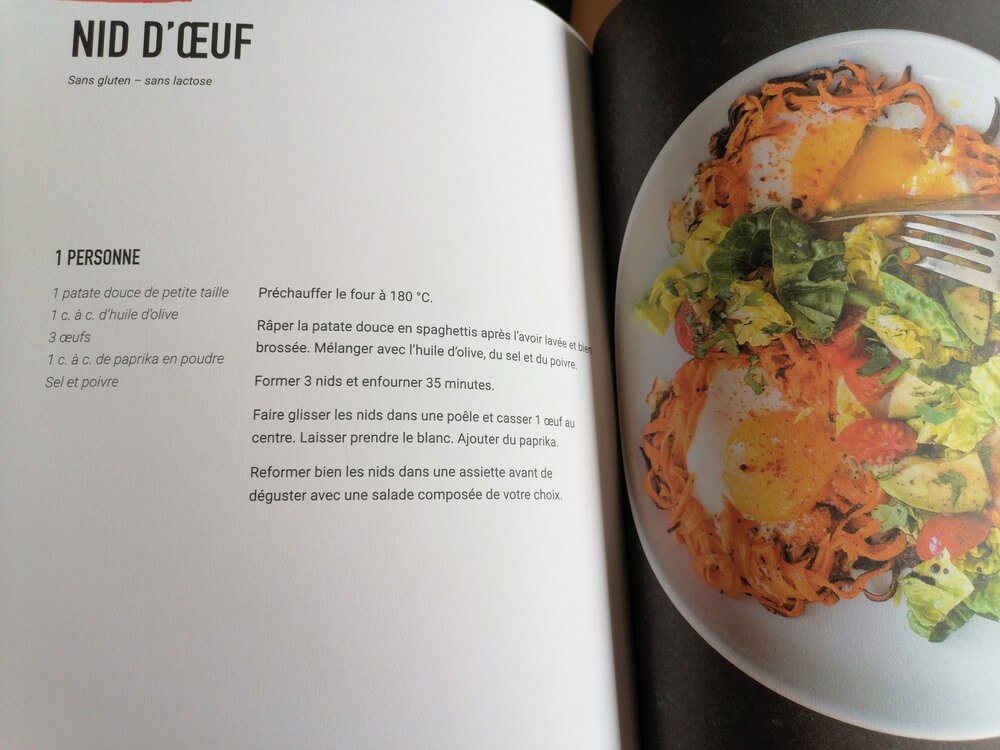 NID D'ŒUF
Sans gluten – sans lactose
1 PERSONNE
1 patate douce de petite taille
1 c. à c. d'huile d'olive
3 œufs
1 c. à c. de paprika en poudre
Sel et poivre
Préchauffer le four à 180 °C.
Râper la patate douce en spaghettis après l'avoir lavée et bien
brossée. Mélanger avec l'huile d'olive, du sel et du poivre.
Former 3 nids et enfourner 35 minutes.
Faire glisser les nids dans une poêle et casser 1 œuf au
centre. Laisser prendre le blanc. Ajouter du paprika.
Reformer bien les nids dans une assiette avant de
déguster avec une salade composée de votre choix.